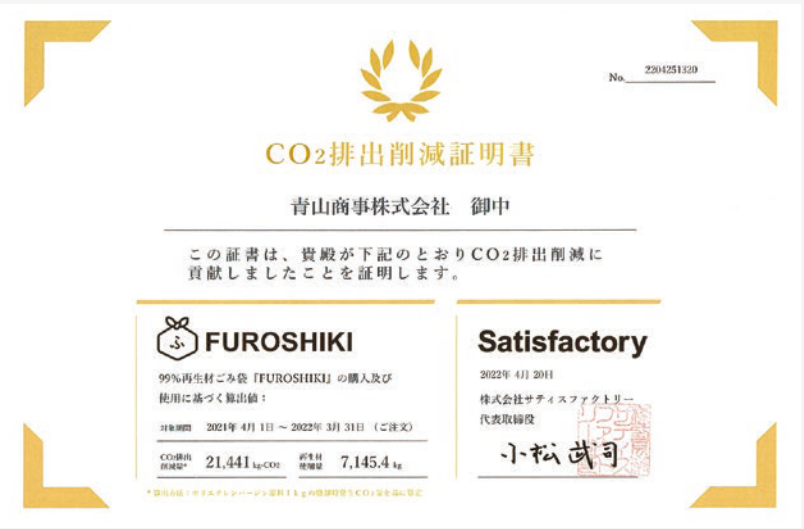 No. 2204251320
CO2排出削減証明書
青山商事株式会社 御中
この証書は、貴殿が下記のとおりCO2排出削減に
貢献しましたことを証明します。
ふ FUROSHIKI
99%再生材ごみ袋『FUROSHIKI』の購入及び
使用に基づく算出値:
対象期間 2021年 4月 1日 ~ 2022年 3月 31日 (ご注文)
CO2排出
削減量* 21,441 kg-CO2
再生材
使用量 7,145.4 kg
Satisfactory
2022年 4月 20日
株式会社サティスファクトリー
代表取締役
小松 武司